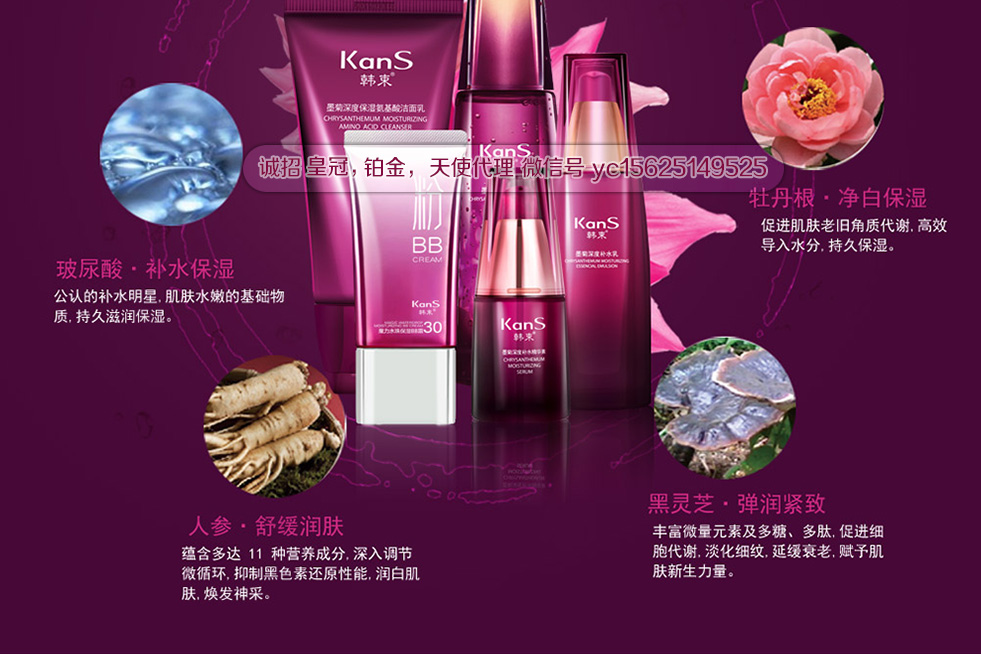 KanS
韩束®
墨菊深度保湿氨基酸洁面乳
CHRYSANTHEMUM MOISTURIZING
AMINO ACID CLEANSER
KanS
诚招 皇冠，铂金，天使代理 微信号 yc15625149525
BB
CREAM
KanS
韩束
30
KanS
韩束®
墨菊深度补水乳
CHRYSANTHEMUM MOISTURIZING
ESSENCIAL EMULSION
KanS
韩束®
墨菊深度补水精华素
CHRYSANTHEMUM
MOISTURIZING
SERUM
牡丹根·净白保湿
促进肌肤老旧角质代谢, 高效
导入水分, 持久保湿。
玻尿酸·补水保湿
公认的补水明星, 肌肤水嫩的基础物
质, 持久滋润保湿。
人参·舒缓润肤
蕴含多达 11 种营养成分, 深入调节
微循环, 抑制黑色素还原性能, 润白肌
肤, 焕发神采。
黑灵芝·弹润紧致
丰富微量元素及多糖、多肽, 促进细
胞代谢, 淡化细纹, 延缓衰老, 赋予肌
肤新生力量。